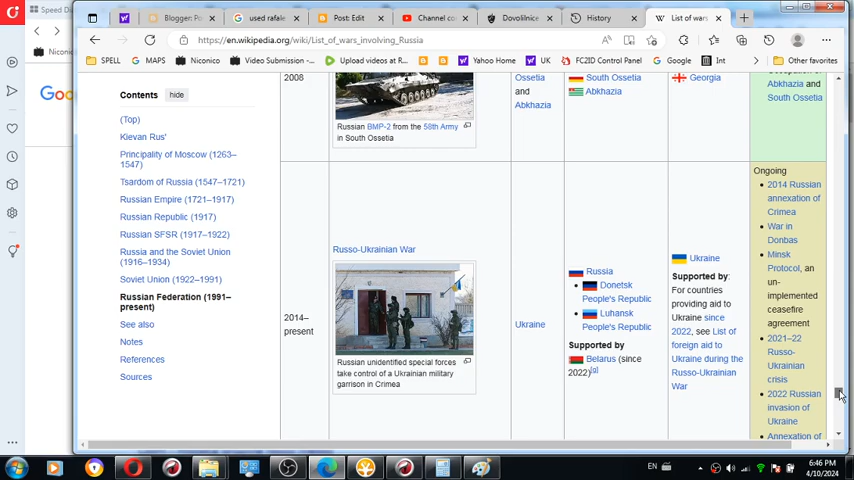 Speed Dial
Blogger: Po
used rafale
Post: Edit
Channel co
Dovolilnice
History
List of wars
https://en.wikipedia.org/wiki/List_of_wars_involving_Russia
Niconic
SPELL
MAPS
Niconico
Video Submission -...
Upload videos at R...
Yahoo Home
UK
FC2ID Control Panel
Google
Int
Other favorites
Goo
Contents
hide
(Top)
Kievan Rus'
Principality of Moscow (1263–
1547)
Tsardom of Russia (1547–1721)
Russian Empire (1721–1917)
Russian Republic (1917)
Russian SFSR (1917–1922)
Russia and the Soviet Union
(1916–1934)
Soviet Union (1922–1991)
Russian Federation (1991–
present)
See also
Notes
References
Sources
2008
Russian BMP-2 from the 58th Army
in South Ossetia
Ossetia
and
Abkhazia
South Ossetia
Abkhazia
Georgia
Abkhazia and
South Ossetia
2014–
present
Russo-Ukrainian War
Russian unidentified special forces
take control of a Ukrainian military
garrison in Crimea
Ukraine
Russia
• Donetsk
People's Republic
• Luhansk
People's Republic
Supported by
Belarus (since
2022)[g]
Ukraine
Supported by:
For countries
providing aid to
Ukraine since
2022, see List of
foreign aid to
Ukraine during the
Russo-Ukrainian
War
Ongoing
• 2014 Russian
annexation of
Crimea
• War in
Donbas
• Minsk
Protocol, an
un-
implemented
ceasefire
agreement
• 2021–22
Russo-
Ukrainian
crisis
• 2022 Russian
invasion of
Ukraine
• Annexation of
EN
6:46 PM
4/10/2024